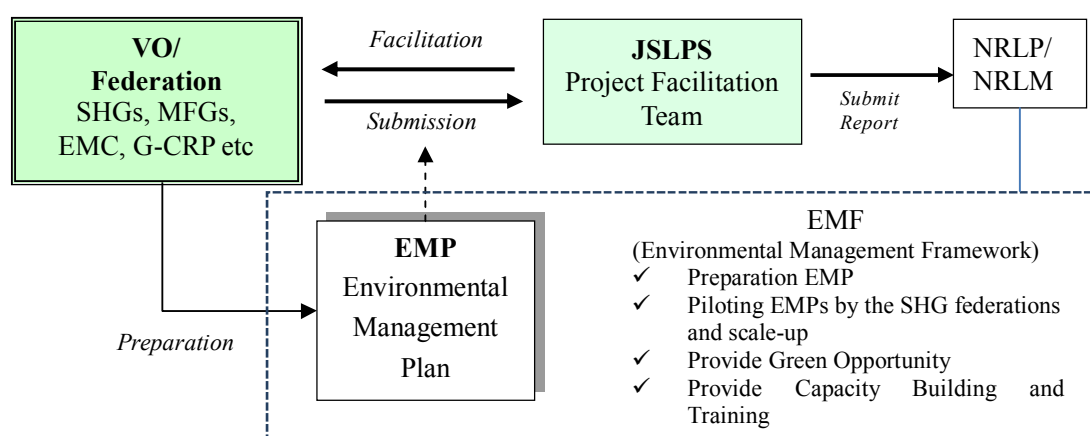 VO/
Federation
SHGs, MFGs,
EMC, G-CRP etc
Facilitation
Submission
JSLPS
Project Facilitation
Team
Submit
Report
NRLP/
NRLM
Preparation
EMP
Environmental
Management
Plan
EMF
(Environmental Management Framework)
✓ Preparation EMP
✓ Piloting EMPs by the SHG federations
and scale-up
✓ Provide Green Opportunity
✓ Provide Capacity Building and
Training